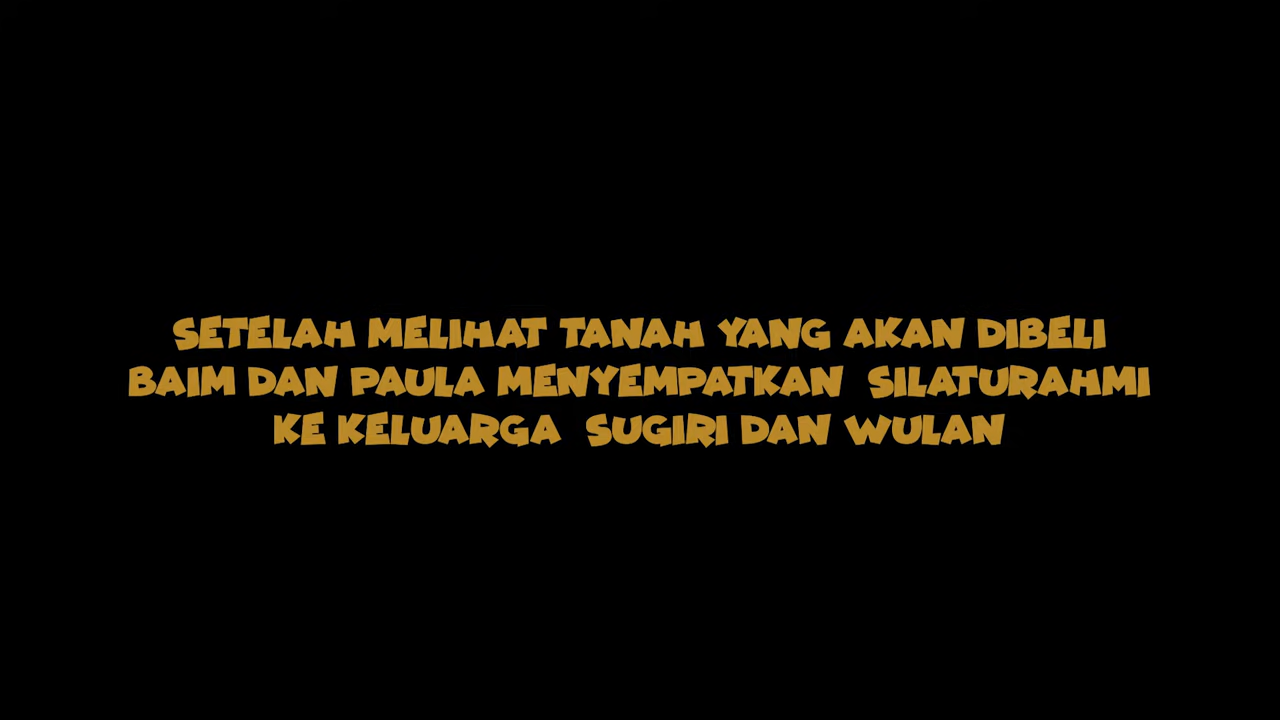 SETELAH MELIHAT TANAH YANG AKAN DIBELI
BAIM DAN PAULA MENYEMPATKAN SILATURAHMI
KE KELUARGA SUGIRI DAN WULAN